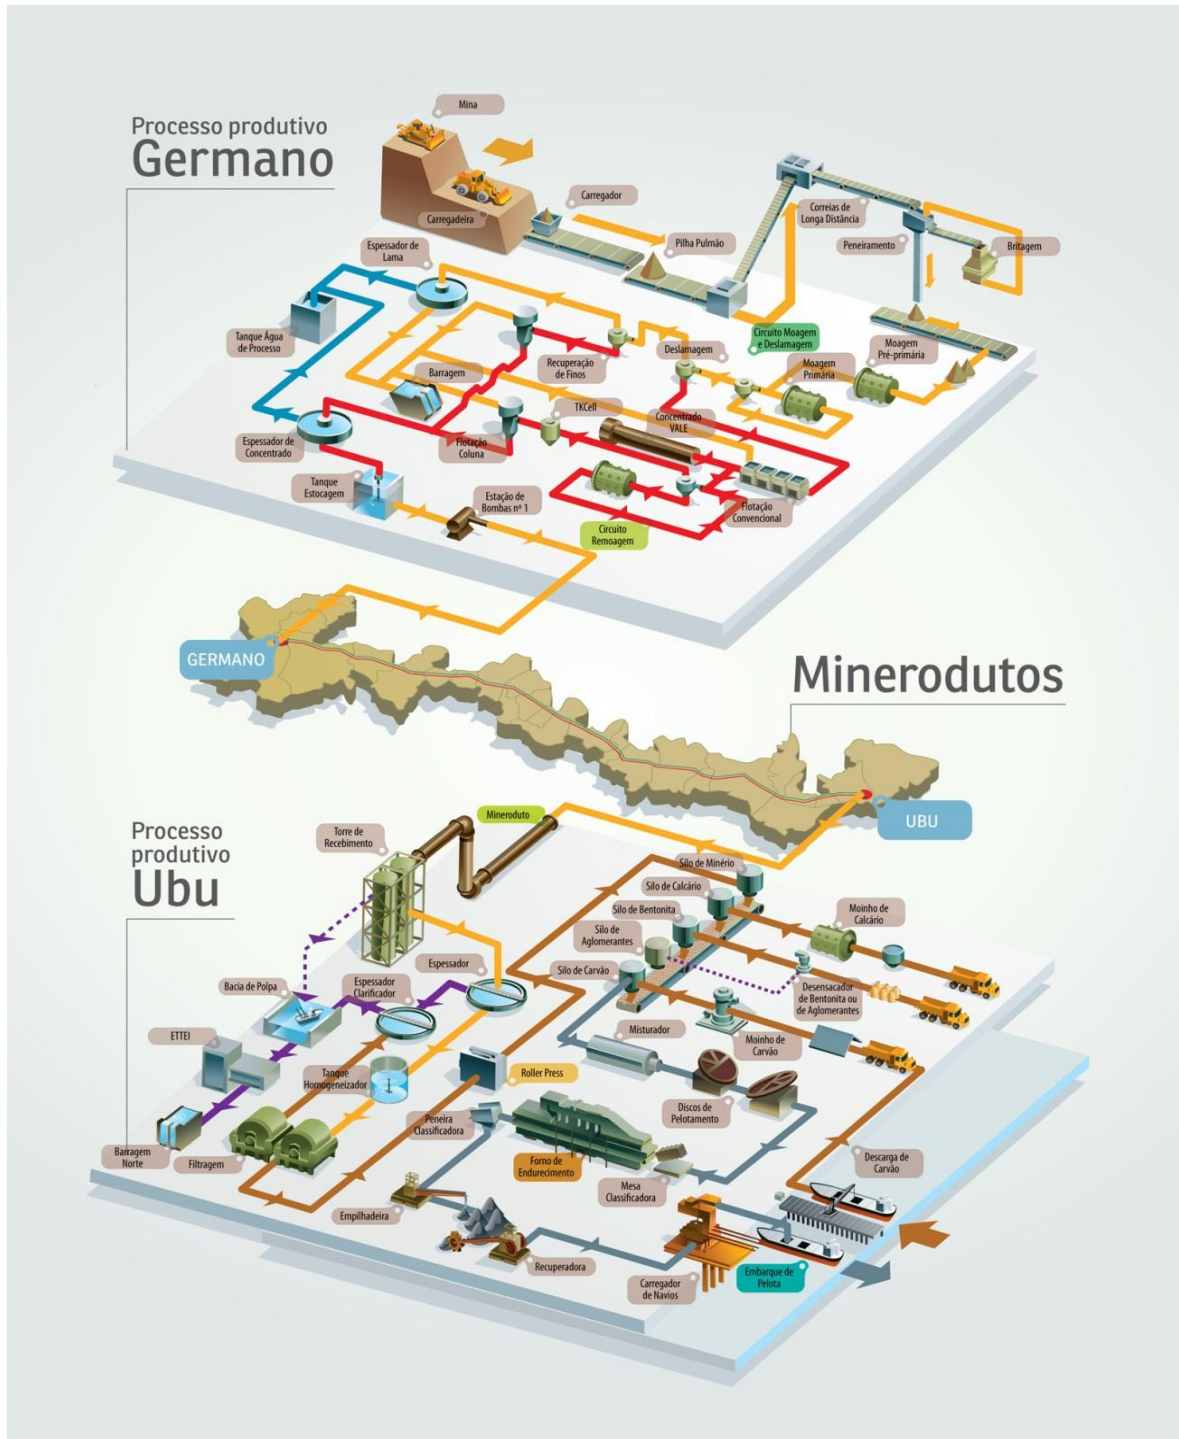 Processo produtivo
Germano
Mina
Carregadeira
Carregador
Pilha Pulmão
Correias de
Longa Distância
Peneiramento
Britagem
Espessador de
Lama
Tanque Água
de Processo
Barragem
Recuperação
de Finos
Deslamagem
Circuito Moagem
e Deslamagem
Moagem
Primária
Moagem
Pré-primária
TKCell
Concentrado
VALE
Espessador de
Concentrado
Flotação
Coluna
Tanque
Estocagem
Estação de
Bombas nº 1
Circuito
Remoagem
Flotação
Convencional
GERMANO
Minerodutos
UBU
Processo
produtivo
Ubu
Mineroduto
Torre de
Recebimento
Silo de Minério
Silo de Calcário
Silo de Bentonita
Silo de
Aglomerantes
Silo de Carvão
Moinho de
Calcário
Desensacador
de Bentonita ou
de Aglomerantes
Moinho de
Carvão
Misturador
Discos de
Pelotamento
Espessador
Espessador
Clarificador
Bacia de Polpa
ETTEI
Tanque
Homogeneizador
Roller Press
Peneira
Classificadora
Barragem
Norte
Filtragem
Forno de
Endurecimento
Mesa
Classificadora
Descarga de
Carvão
Empilhadeira
Recuperadora
Carregador
de Navios
Embarque de
Pelota